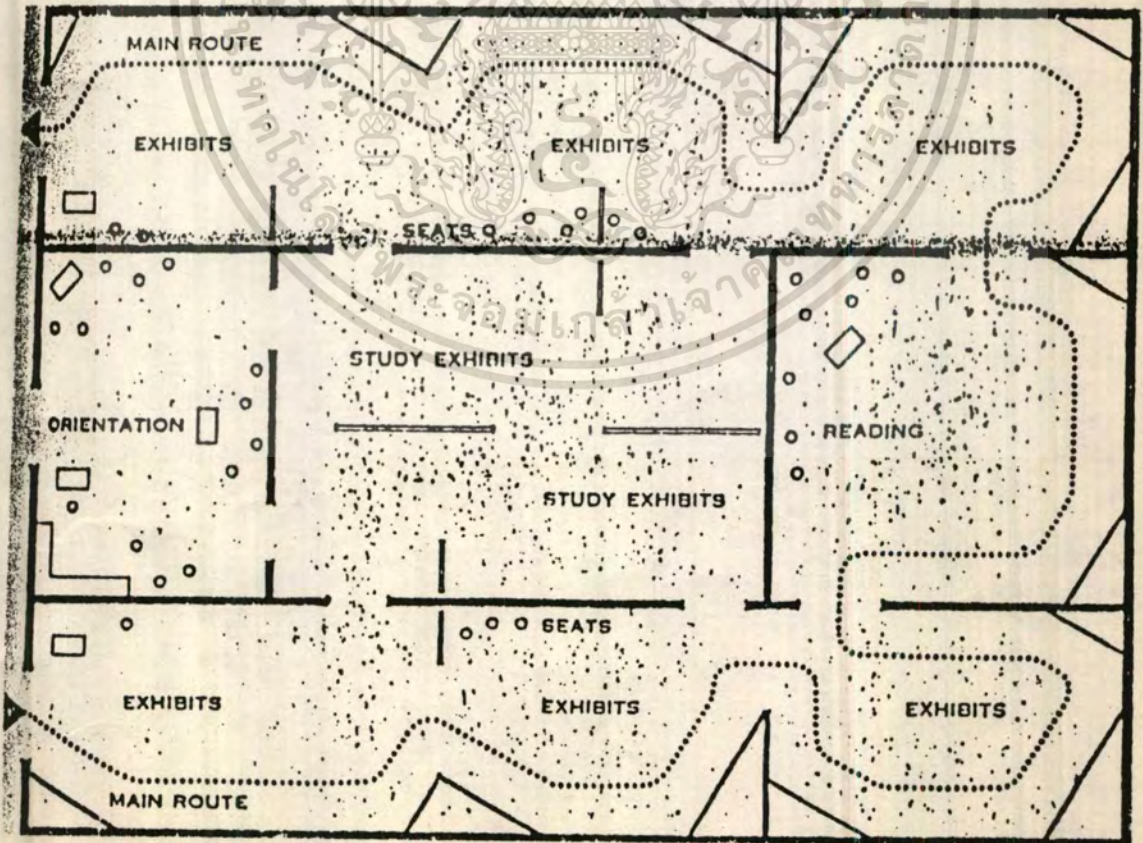 MAIN ROUTE
EXHIBITS
EXHIBITS
EXHIBITS
SEATS
STUDY EXHIBITS
ORIENTATION
READING
STUDY EXHIBITS
SEATS
EXHIBITS
EXHIBITS
EXHIBITS
MAIN ROUTE